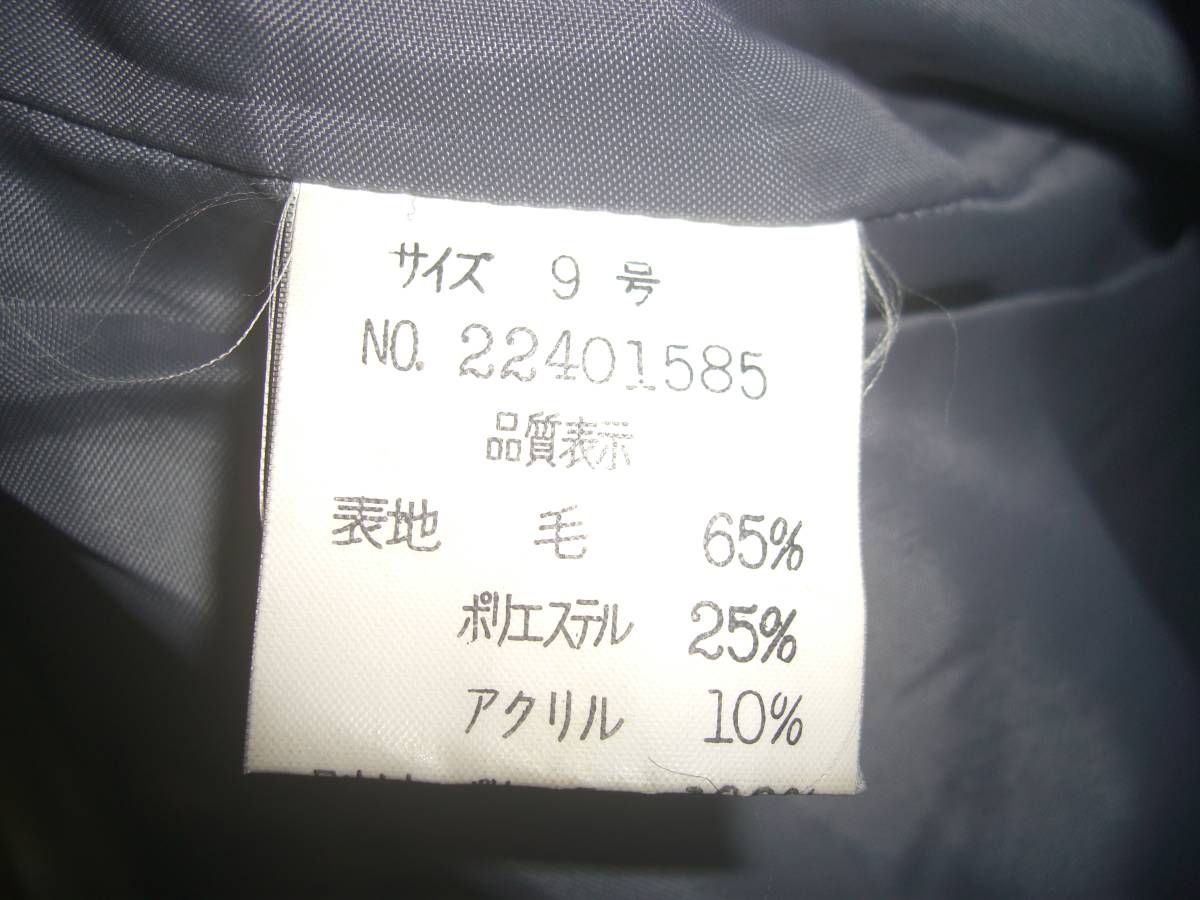 サイズ 9 号
NO. 22401585
品質表示
表地 毛 65%
ポリエステル 25%
アクリル 10%